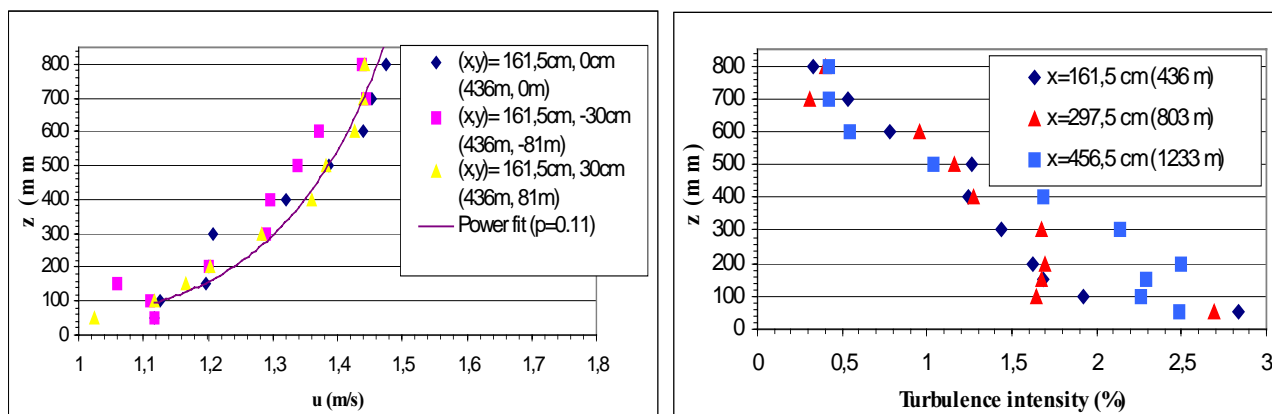 800
700
600
500
400
300
200
100
0
z (m m)
1
1,1
1,2
1,3
1,4
1,5
1,6
1,7
1,8
u (m/s)
(x,y)= 161,5cm, 0cm
(436m, 0m)
(x,y)= 161,5cm, -30cm
(436m, -81m)
(x,y)= 161,5cm, 30cm
(436m, 81m)
Power fit (p=0.11)
800
700
600
500
400
300
200
100
0
z (m m)
0
0,5
1
1,5
2
2,5
3
Turbulence intensity (%)
x=161,5 cm (436 m)
x=297,5 cm (803 m)
x=456,5 cm (1233 m)